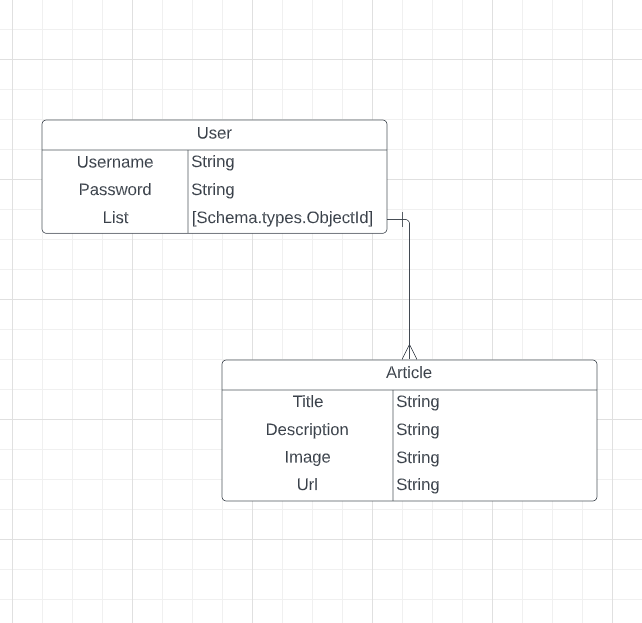 User
Username String
Password String
List [Schema.types.ObjectId]
Article
Title String
Description String
Image String
Url String